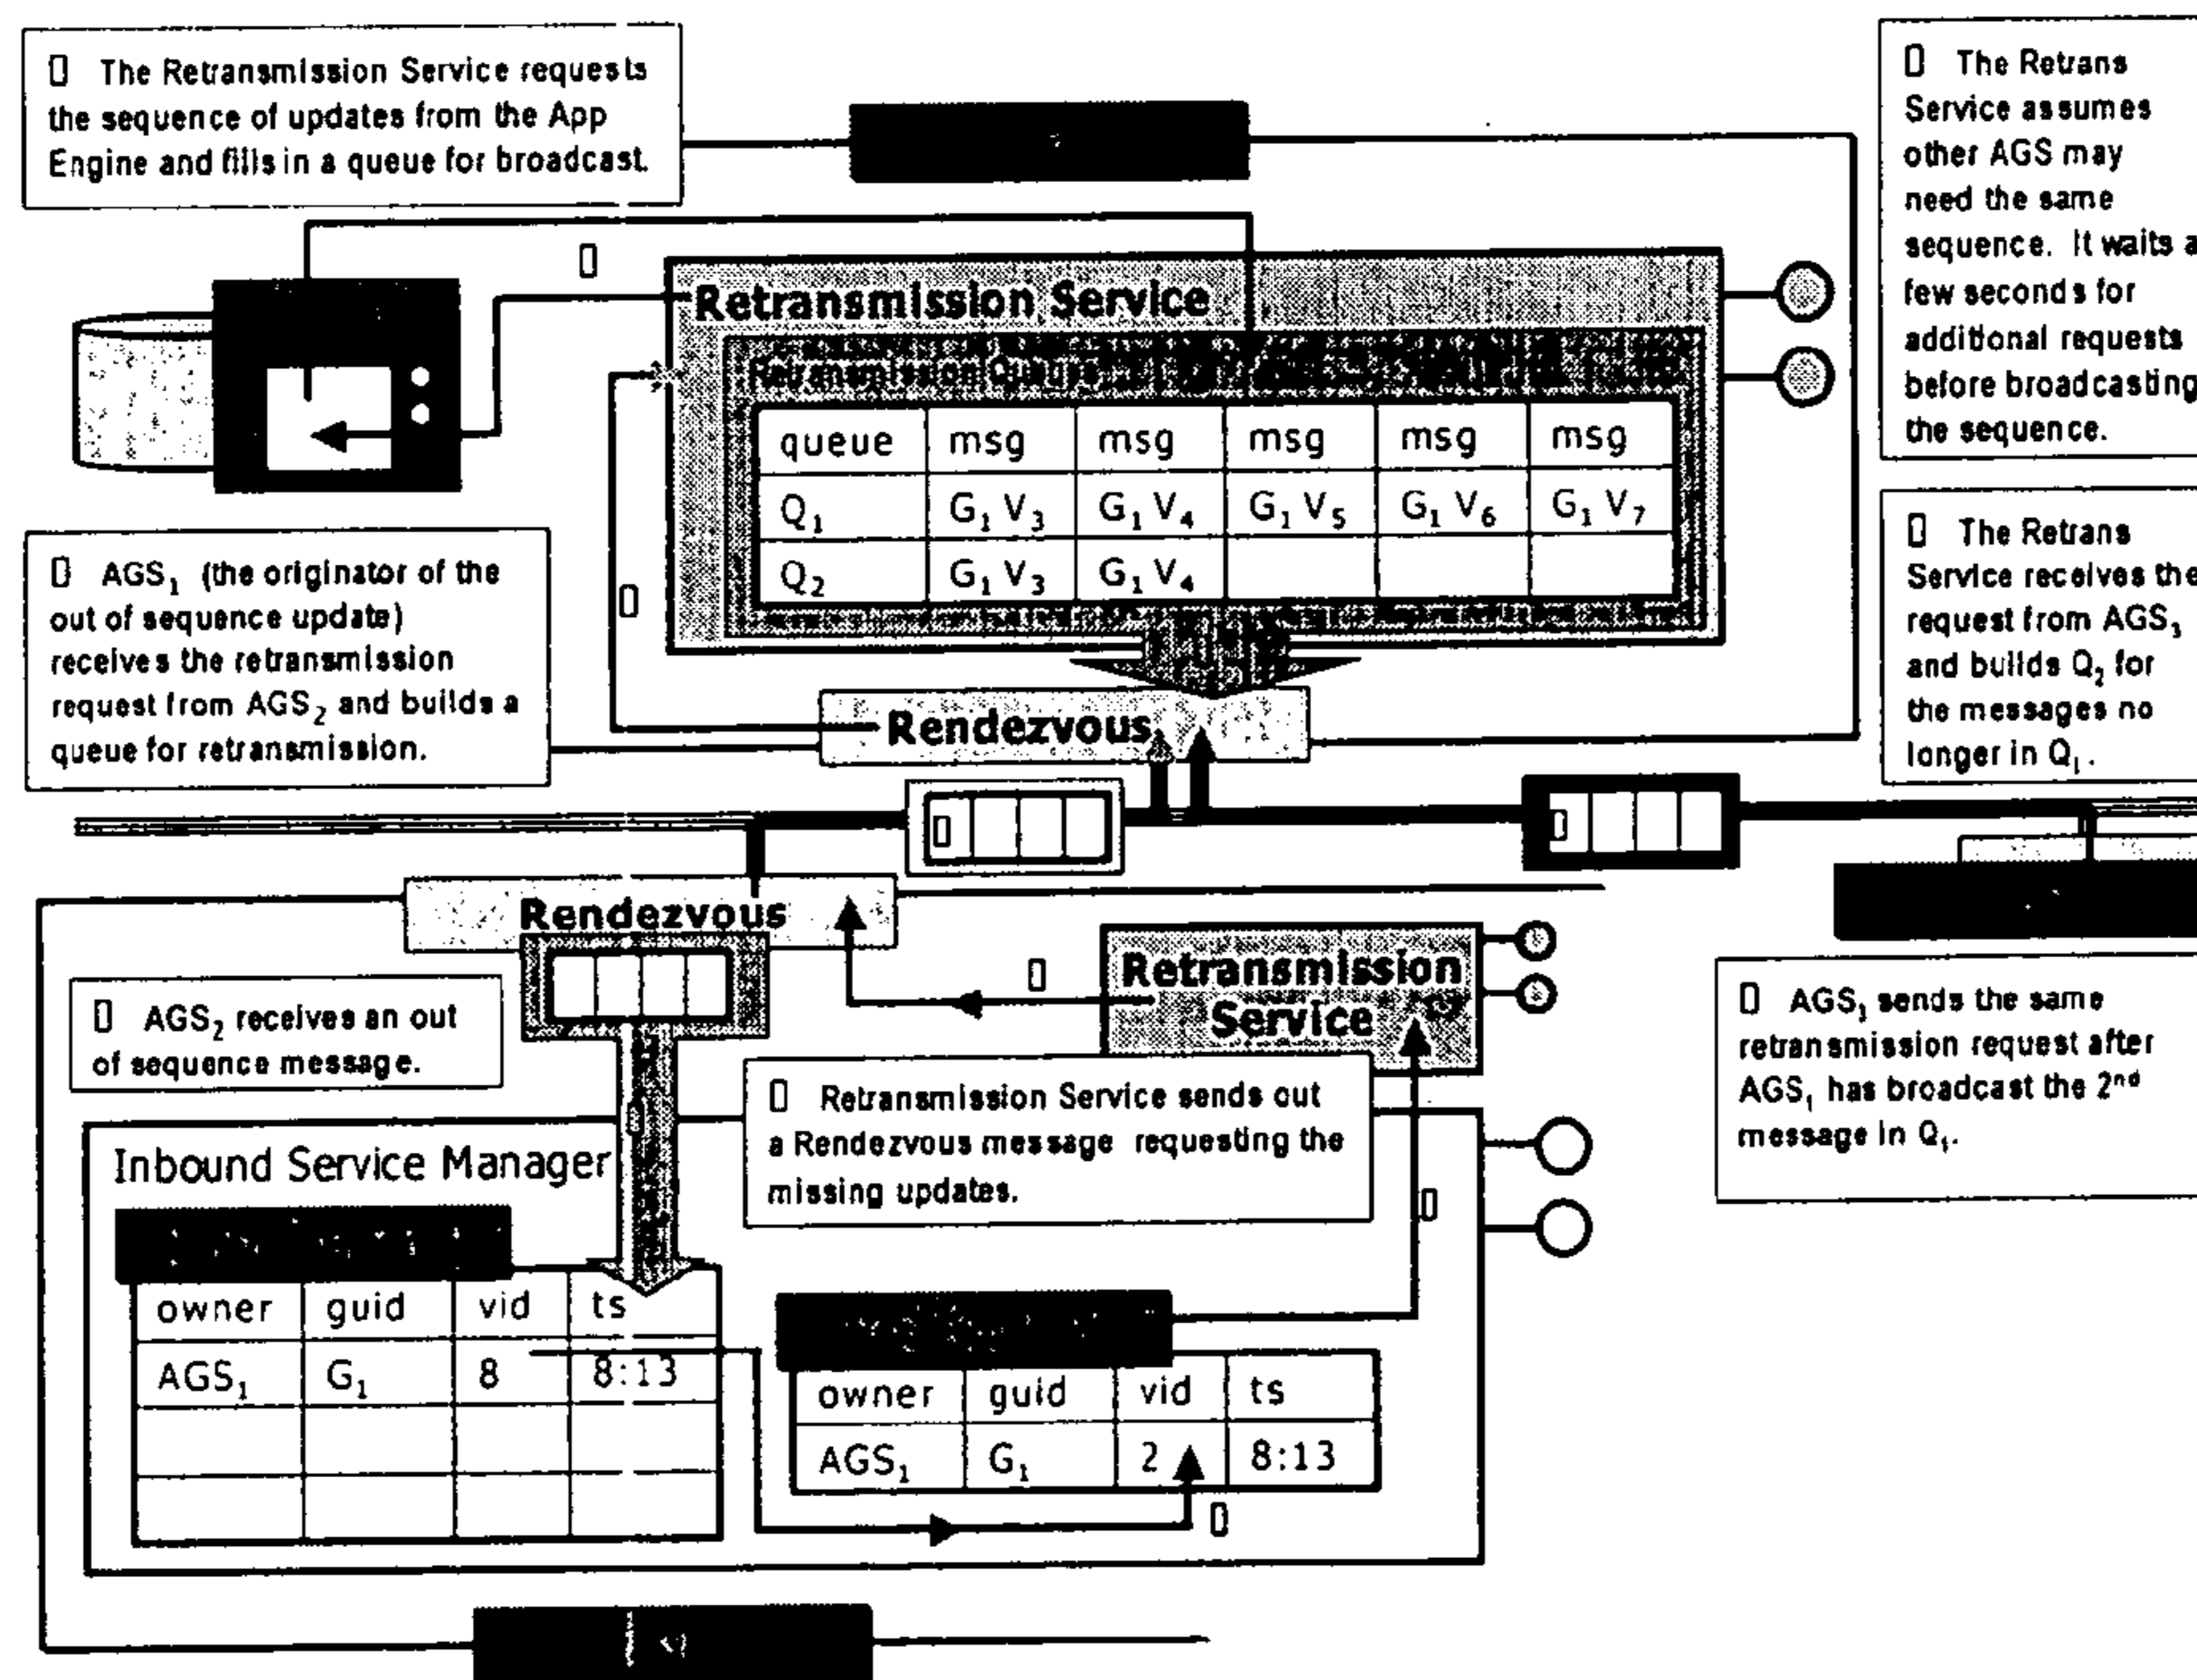 ▯ The Retransmission Service requests
the sequence of updates from the App
Engine and fills in a queue for broadcast.
▯ The Retrans
Service assumes
other AGS may
need the same
sequence. It waits a
few seconds for
additional requests
before broadcasting
the sequence.
▯
Retransmission Service
Retransmission Queues
queue msg msg msg msg msg
Q₁ G₁ V₃ G₁ V₄ G₁ V₅ G₁ V₆ G₁ V₇
Q₂ G₁ V₃ G₁ V₄
▯ AGS₁ (the originator of the
out of sequence update)
receives the retransmission
request from AGS₂ and builds a
queue for retransmission.
▯
▯ The Retrans
Service receives the
request from AGS₃
and builds Q₂ for
the messages no
longer in Q₁.
Rendezvous
▯
▯
Rendezvous
▯
Retransmission
Service
▯ AGS₂ receives an out
of sequence message.
▯ AGS₃ sends the same
retransmission request after
AGS₁ has broadcast the 2ⁿᵈ
message in Q₁.
▯ Retransmission Service sends out
a Rendezvous message requesting the
missing updates.
▯
Inbound Service Manager
▯
owner guid vid ts
AGS₁ G₁ 8 8:13
owner guid vid ts
AGS₁ G₁ 2 8:13
▯